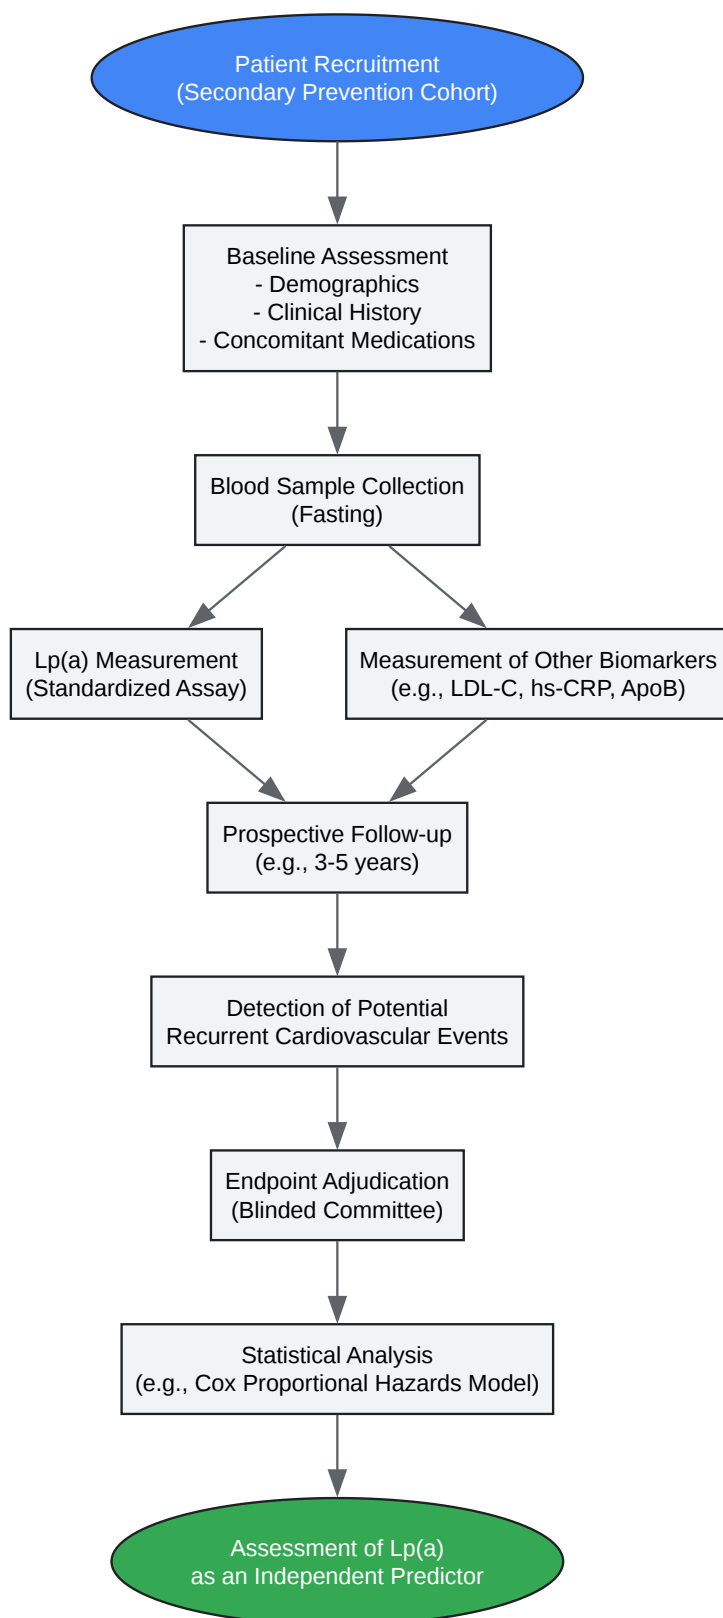 Patient Recruitment
(Secondary Prevention Cohort)
Baseline Assessment
- Demographics
- Clinical History
- Concomitant Medications
Blood Sample Collection
(Fasting)
Lp(a) Measurement
(Standardized Assay)
Measurement of Other Biomarkers
(e.g., LDL-C, hs-CRP, ApoB)
Prospective Follow-up
(e.g., 3-5 years)
Detection of Potential
Recurrent Cardiovascular Events
Endpoint Adjudication
(Blinded Committee)
Statistical Analysis
(e.g., Cox Proportional Hazards Model)
Assessment of Lp(a)
as an Independent Predictor